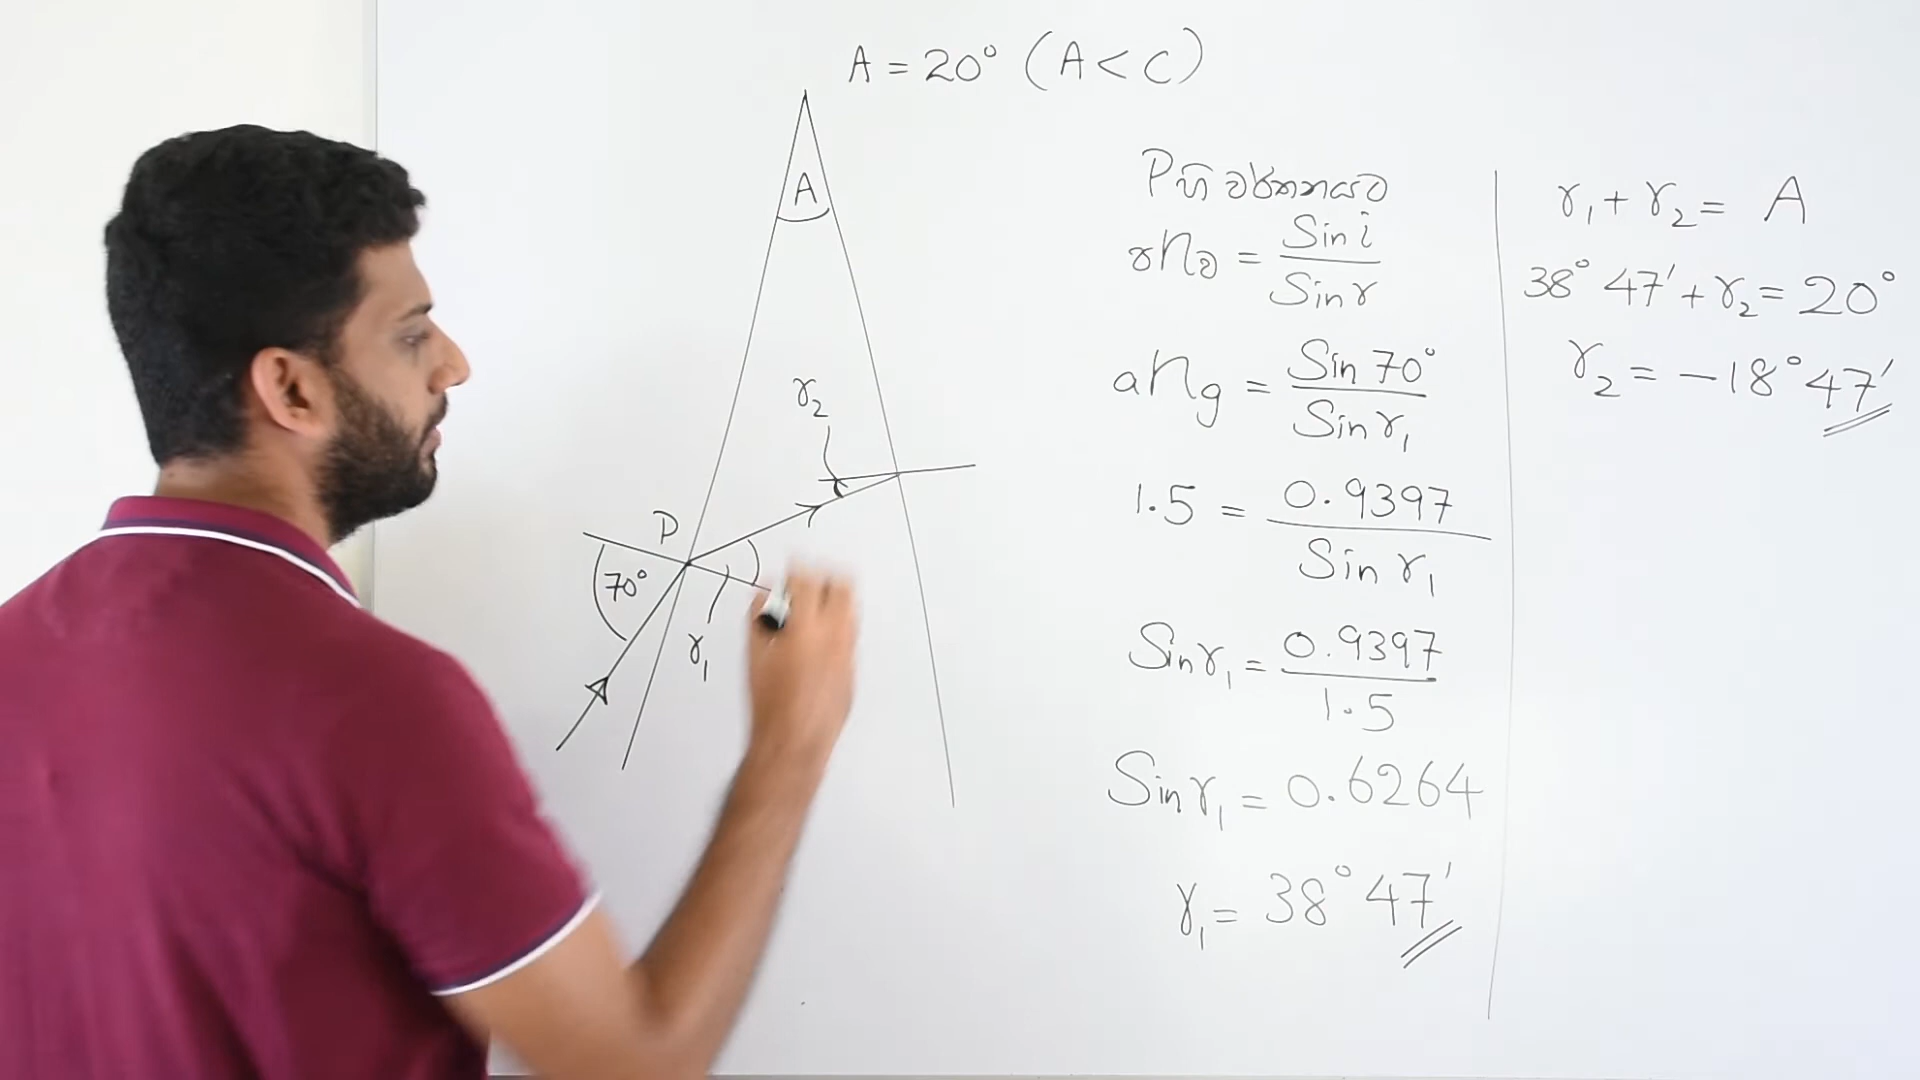 A = 20° (A < C)
A
r₂
P
70°
r₁
P හි වර්තනයට
₁n₂ = Sin i / Sin r
ang = Sin 70° / Sin r₁
1.5 = 0.9397 / Sin r₁
Sin r₁ = 0.9397 / 1.5
Sin r₁ = 0.6264
r₁ = 38° 47′
r₁ + r₂ = A
38° 47′ + r₂ = 20°
r₂ = −18° 47′